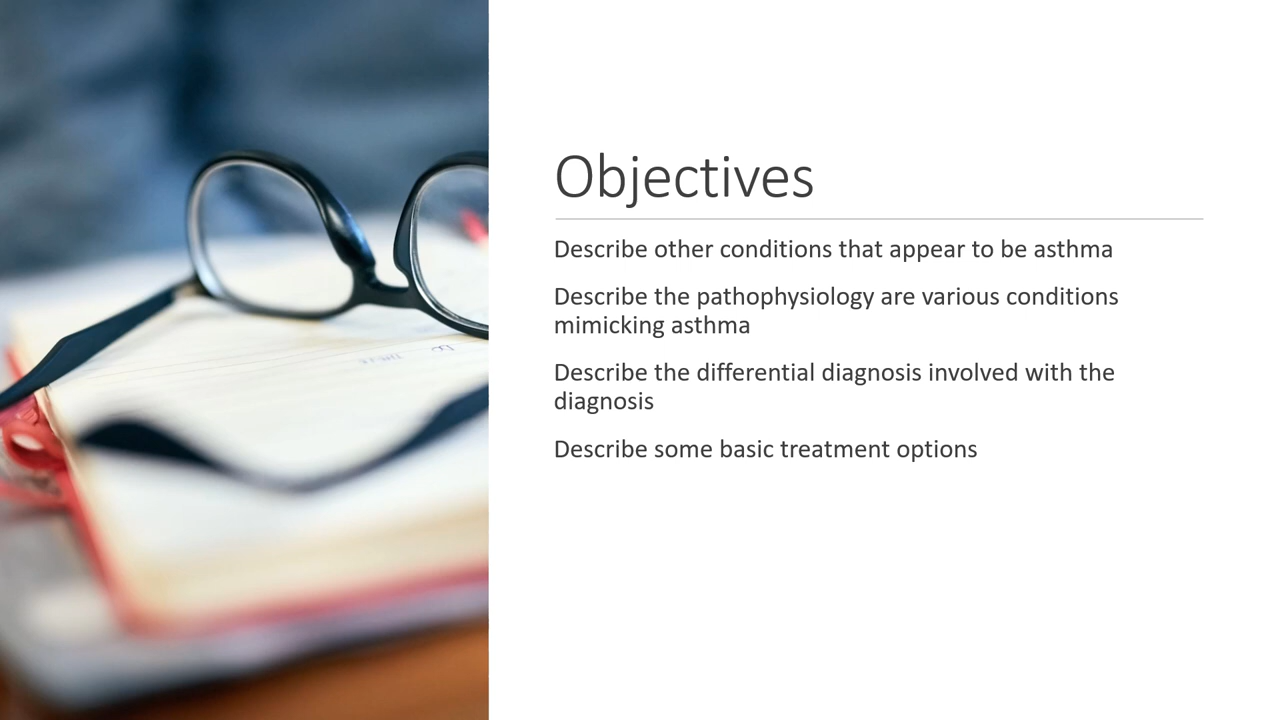 Objectives
Describe other conditions that appear to be asthma
Describe the pathophysiology are various conditions
mimicking asthma
Describe the differential diagnosis involved with the
diagnosis
Describe some basic treatment options